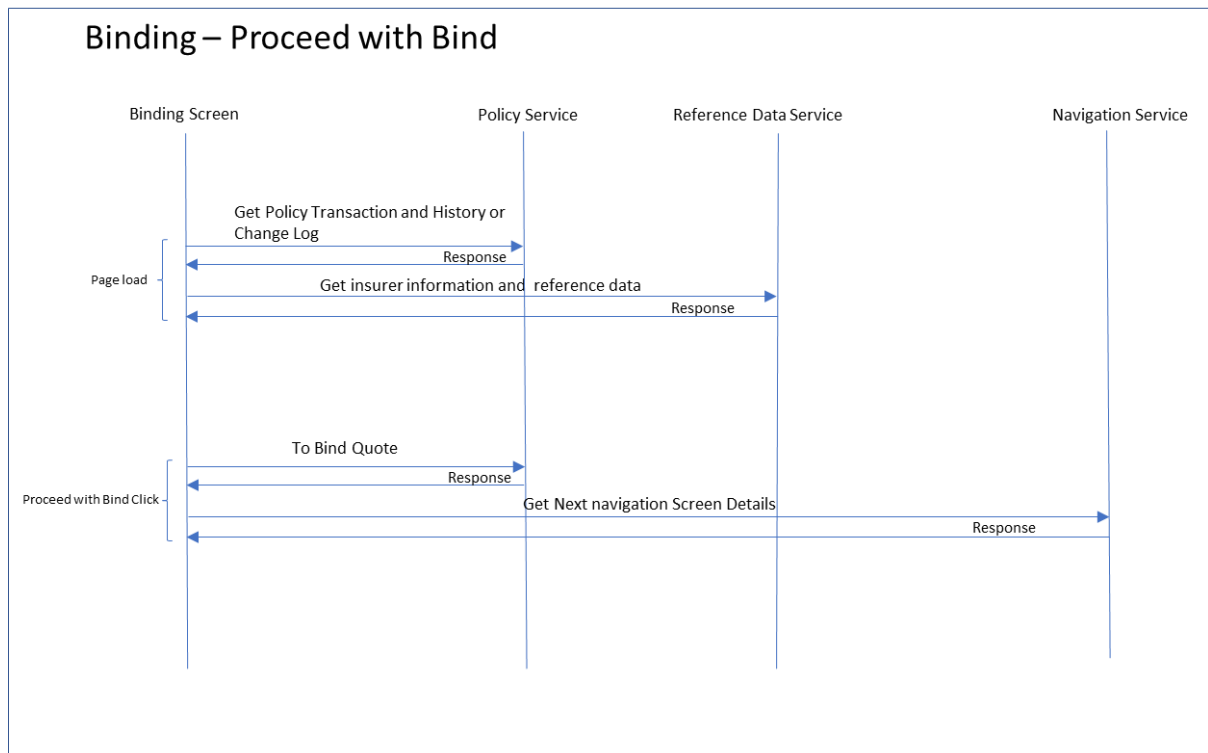 Binding – Proceed with Bind
Binding Screen
Policy Service
Reference Data Service
Navigation Service
Get Policy Transaction and History or
Change Log
Response
Page load
Get insurer information and reference data
Response
To Bind Quote
Response
Proceed with Bind Click
Get Next navigation Screen Details
Response